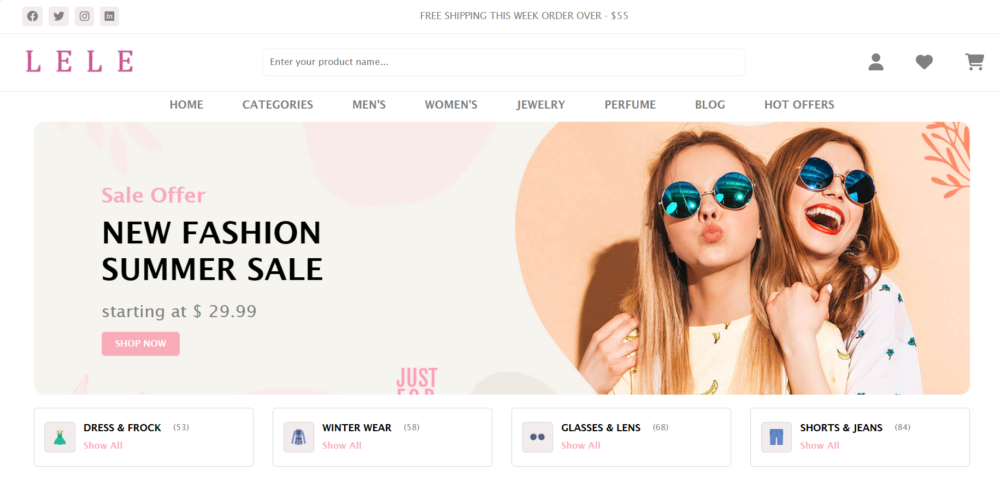 FREE SHIPPING THIS WEEK ORDER OVER - $55
LELE
Enter your product name...
HOME CATEGORIES MEN'S WOMEN'S JEWELRY PERFUME BLOG HOT OFFERS
Sale Offer
NEW FASHION
SUMMER SALE
starting at $ 29.99
SHOP NOW
JUST
FOR
DRESS & FROCK (53)
Show All
WINTER WEAR (58)
Show All
GLASSES & LENS (68)
Show All
SHORTS & JEANS (84)
Show All